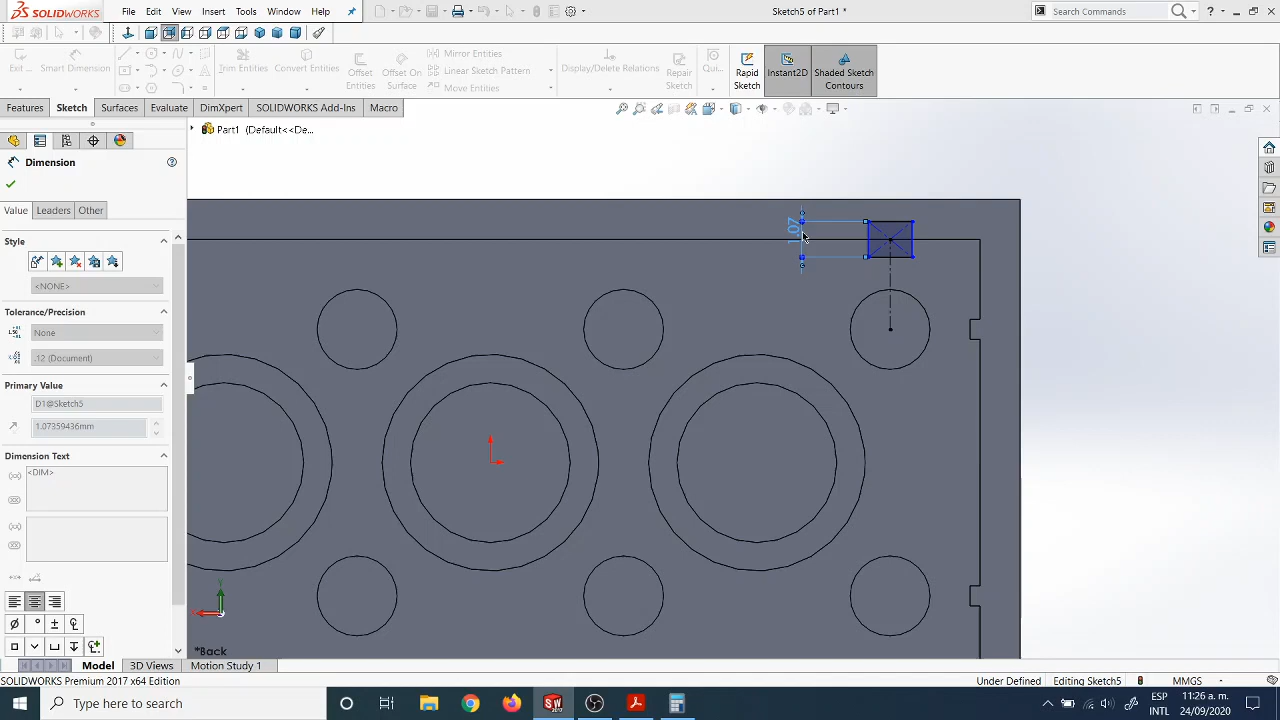 SOLIDWORKS
File Edit View Insert Tools Window Help
Sketch5 of Part1 *
Search Commands
Exit ...
Smart Dimension
Trim Entities
Convert Entities
Offset Entities
Offset On Surface
Mirror Entities
Linear Sketch Pattern
Move Entities
Display/Delete Relations
Repair Sketch
Qui...
Rapid Sketch
Instant2D
Shaded Sketch Contours
Features Sketch Surfaces Evaluate DimXpert SOLIDWORKS Add-Ins Macro
Part1 (Default<<De...
Dimension
Value Leaders Other
Style
<NONE>
Tolerance/Precision
None
.12 (Document)
Primary Value
D1@Sketch5
1.07359436mm
Dimension Text
<DIM>
1.07
Y
*Back
Model 3D Views Motion Study 1
SOLIDWORKS Premium 2017 x64 Edition
Under Defined Editing Sketch5 MMGS
Type here to search
ESP
INTL
11:26 a. m.
24/09/2020